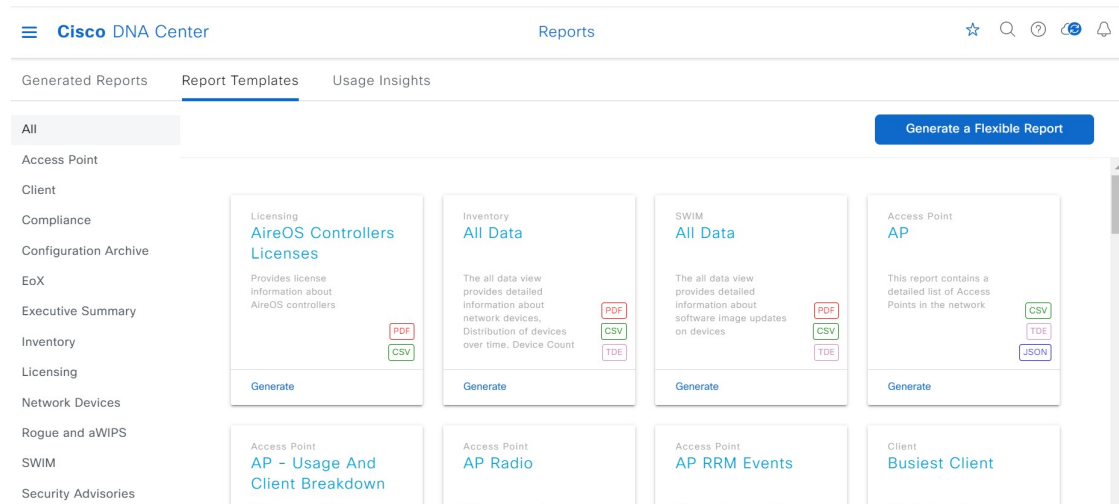 Cisco DNA Center
Reports
Generated Reports
Report Templates
Usage Insights
All
Access Point
Client
Compliance
Configuration Archive
EoX
Executive Summary
Inventory
Licensing
Network Devices
Rogue and aWIPS
SWIM
Security Advisories
Generate a Flexible Report
Licensing
AireOS Controllers
Licenses
Provides license
information about
AireOS controllers
PDF
CSV
Generate
Inventory
All Data
The all data view
provides detailed
information about
network devices,
Distribution of devices
over time. Device Count
PDF
CSV
TDE
Generate
SWIM
All Data
The all data view
provides detailed
information about
software image updates
on devices
PDF
CSV
TDE
Generate
Access Point
AP
This report contains a
detailed list of Access
Points in the network
CSV
TDE
JSON
Generate
Access Point
AP - Usage And
Client Breakdown
Access Point
AP Radio
Access Point
AP RRM Events
Client
Busiest Client